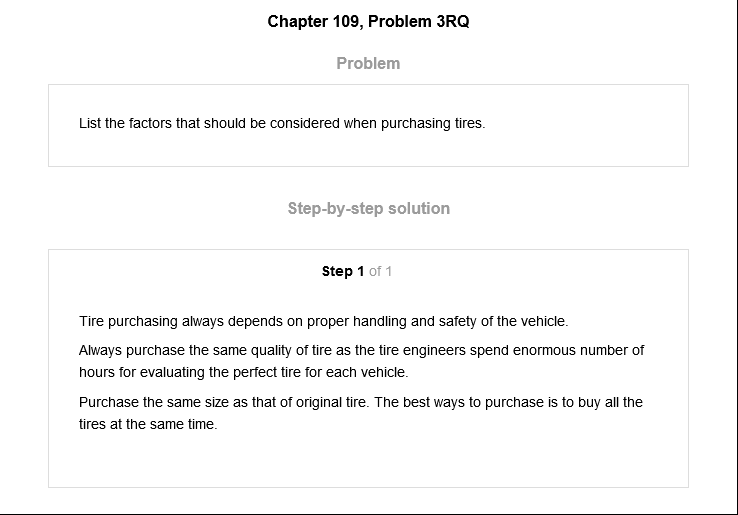 Chapter 109, Problem 3RQ
Problem
List the factors that should be considered when purchasing tires.
Step-by-step solution
Step 1 of 1
Tire purchasing always depends on proper handling and safety of the vehicle.
Always purchase the same quality of tire as the tire engineers spend enormous number of
hours for evaluating the perfect tire for each vehicle.
Purchase the same size as that of original tire. The best ways to purchase is to buy all the
tires at the same time.